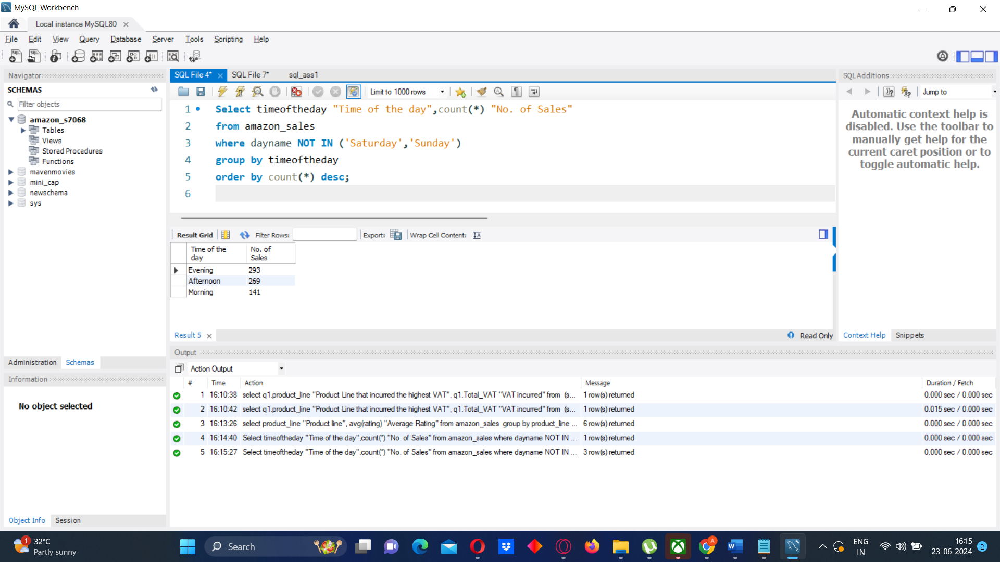 MySQL Workbench
Local instance MySQL80
File Edit View Query Database Server Tools Scripting Help
Navigator
SCHEMAS
Filter objects
amazon_s7068
Tables
Views
Stored Procedures
Functions
mavenmovies
mini_cap
newschema
sys
Administration Schemas
Information
No object selected
Object Info Session
SQL File 4* SQL File 7* sql_ass1
Limit to 1000 rows
1 Select timeoftheday "Time of the day",count(*) "No. of Sales"
2 from amazon_sales
3 where dayname NOT IN ('Saturday','Sunday')
4 group by timeoftheday
5 order by count(*) desc;
6
Result Grid Filter Rows: Export: Wrap Cell Content:
Time of the day No. of Sales
Evening 293
Afternoon 269
Morning 141
Result 5 Read Only
SQLAdditions
Jump to
Automatic context help is
disabled. Use the toolbar to
manually get help for the
current caret position or to
toggle automatic help.
Context Help Snippets
Output
Action Output
# Time Action Message Duration / Fetch
1 16:10:38 select q1.product_line "Product Line that incurred the highest VAT", q1.Total_VAT "VAT incurred" from (s... 1 row(s) returned 0.000 sec / 0.000 sec
2 16:10:42 select q1.product_line "Product Line that incurred the highest VAT", q1.Total_VAT "VAT incurred" from (s... 1 row(s) returned 0.015 sec / 0.000 sec
3 16:13:26 select product_line "Product line", avg(rating) "Average Rating" from amazon_sales group by product_line ... 6 row(s) returned 0.000 sec / 0.000 sec
4 16:14:40 Select timeoftheday "Time of the day",count(*) "No. of Sales" from amazon_sales where dayname NOT IN ... 1 row(s) returned 0.000 sec / 0.000 sec
5 16:15:27 Select timeoftheday "Time of the day",count(*) "No. of Sales" from amazon_sales where dayname NOT IN ... 3 row(s) returned 0.000 sec / 0.000 sec
1 32°C
Partly sunny
Search
A
ENG
IN
16:15
23-06-2024
2